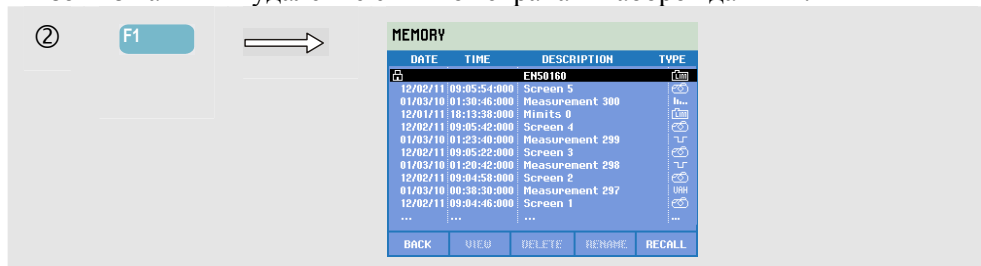 ② F1
MEMORY
DATE TIME DESCRIPTION TYPE
EN50160
12/02/11 09:05:54:000 Screen 5
01/03/10 01:30:46:000 Measurement 300
12/01/11 18:13:38:000 Mimits 0
12/02/11 09:05:42:000 Screen 4
01/03/10 01:23:40:000 Measurement 299
12/02/11 09:05:22:000 Screen 3
01/03/10 01:20:42:000 Measurement 298
12/02/11 09:04:58:000 Screen 2
01/03/10 00:38:30:000 Measurement 297 VAH
12/02/11 09:04:46:000 Screen 1
... ... ... ...
BACK VIEW DELETE RENAME RECALL